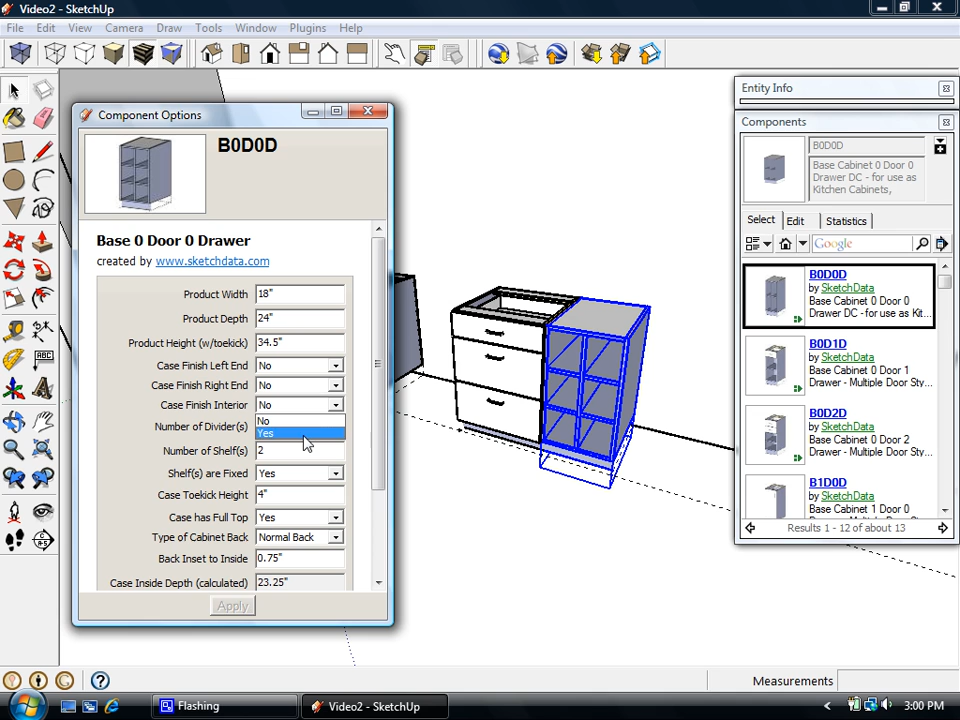 Video2 - SketchUp
File Edit View Camera Draw Tools Window Plugins Help
Component Options
B0D0D
Base 0 Door 0 Drawer
created by www.sketchdata.com
Product Width 18"
Product Depth 24"
Product Height (w/toekick) 34.5"
Case Finish Left End No
Case Finish Right End No
Case Finish Interior No
No
Number of Divider(s)
Yes
Number of Shelf(s) 2
Shelf(s) are Fixed Yes
Case Toekick Height 4"
Case has Full Top Yes
Type of Cabinet Back Normal Back
Back Inset to Inside 0.75"
Case Inside Depth (calculated) 23.25"
Apply
ABC
Entity Info
Components
B0D0D
Base Cabinet 0 Door 0
Drawer DC - for use as
Kitchen Cabinets,
Select Edit Statistics
Google
B0D0D
by SketchData
Base Cabinet 0 Door 0
Drawer DC - for use as Kit...
B0D1D
by SketchData
Base Cabinet 0 Door 1
Drawer - Multiple Door Sty...
B0D2D
by SketchData
Base Cabinet 0 Door 2
Drawer - Multiple Door Sty...
B1D0D
by SketchData
Base Cabinet 1 Door 0
Results 1 - 12 of about 13
Measurements
Flashing
Video2 - SketchUp
3:00 PM